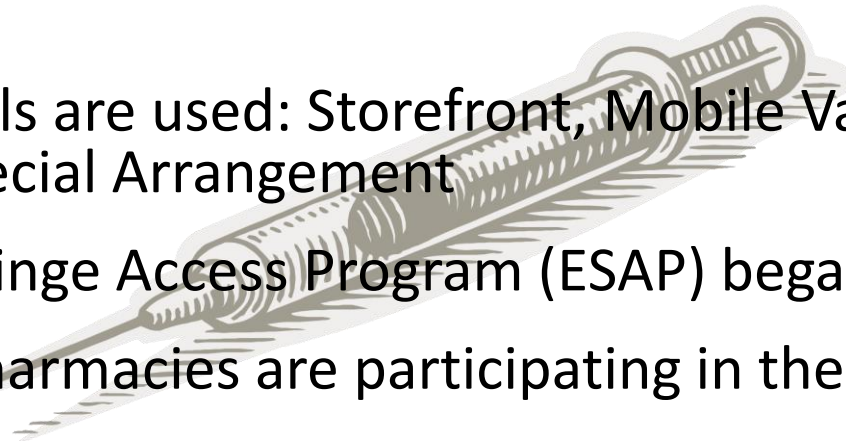 ls are used: Storefront, Mobile Va
ecial Arrangement
inge Access Program (ESAP) bega
harmacies are participating in the